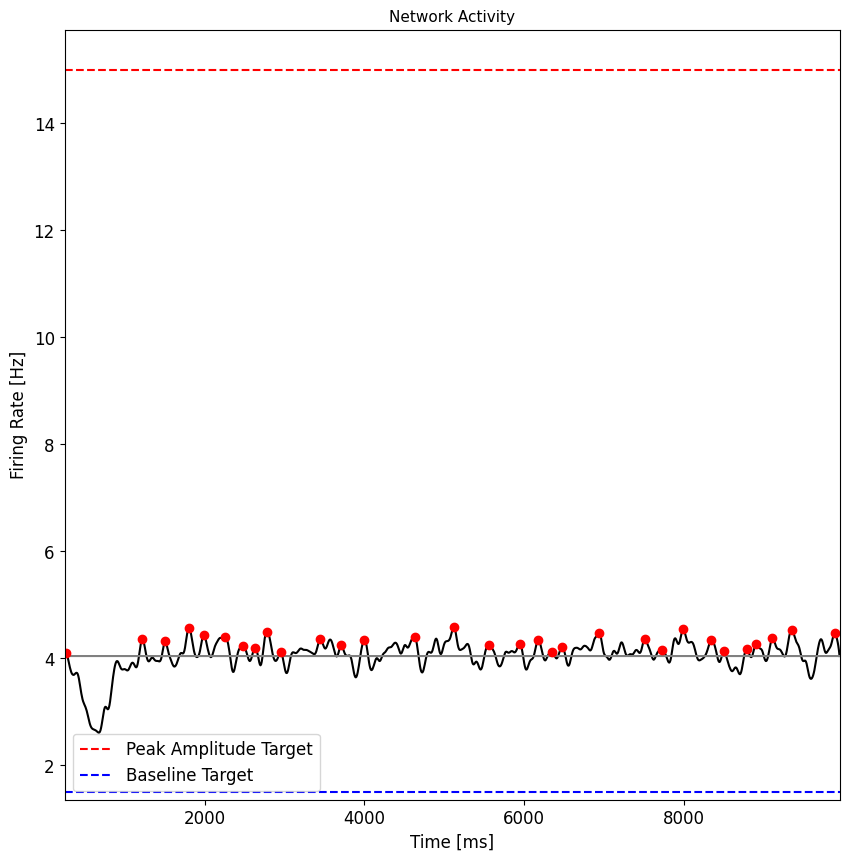 Network Activity
14
12
10
8
6
4
2
Firing Rate [Hz]
Peak Amplitude Target
Baseline Target
2000 4000 6000 8000
Time [ms]